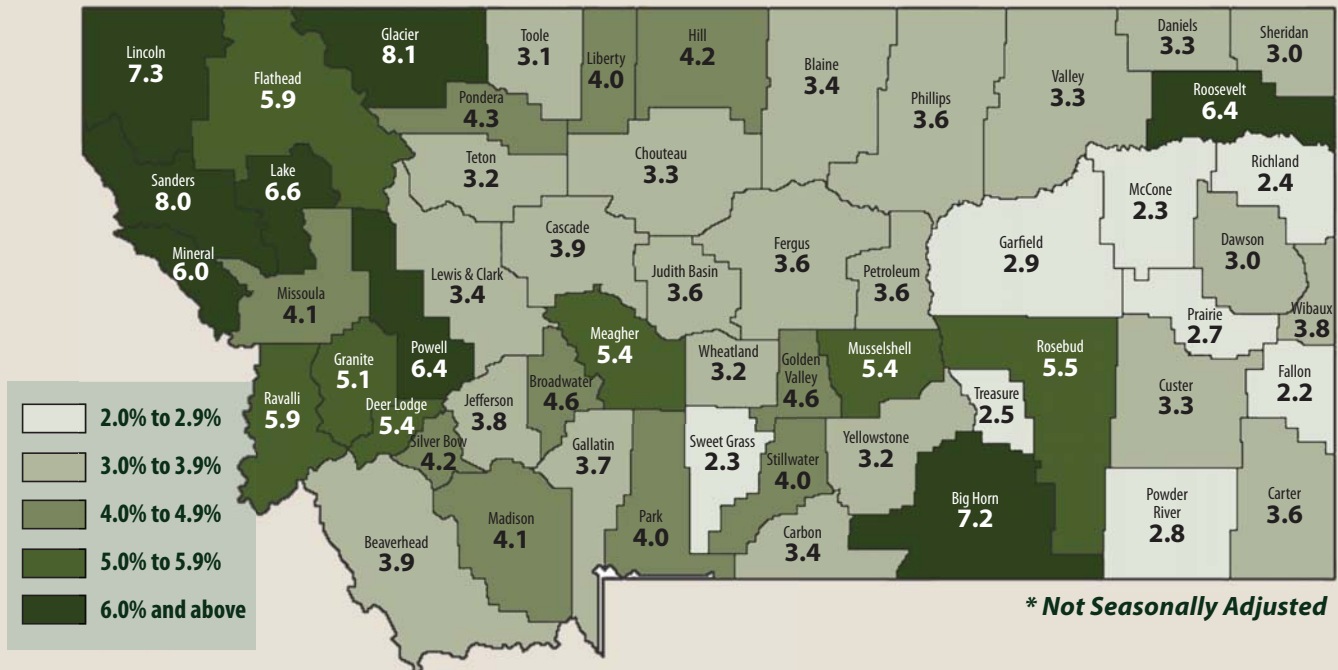 Lincoln
7.3
Flathead
5.9
Glacier
8.1
Toole
3.1
Liberty
4.0
Hill
4.2
Blaine
3.4
Phillips
3.6
Valley
3.3
Daniels
3.3
Sheridan
3.0
Roosevelt
6.4
Pondera
4.3
Teton
3.2
Chouteau
3.3
Richland
2.4
McCone
2.3
Sanders
8.0
Lake
6.6
Mineral
6.0
Missoula
4.1
Lewis & Clark
3.4
Cascade
3.9
Judith Basin
3.6
Fergus
3.6
Petroleum
3.6
Garfield
2.9
Dawson
3.0
Prairie
2.7
Wibaux
3.8
Powell
6.4
Granite
5.1
Ravalli
5.9
Deer Lodge
5.4
Silver Bow
4.2
Jefferson
3.8
Broadwater
4.6
Meagher
5.4
Wheatland
3.2
Golden
Valley
4.6
Musselshell
5.4
Rosebud
5.5
Treasure
2.5
Custer
3.3
Fallon
2.2
Gallatin
3.7
Sweet Grass
2.3
Stillwater
4.0
Yellowstone
3.2
Big Horn
7.2
Powder
River
2.8
Carter
3.6
Beaverhead
3.9
Madison
4.1
Park
4.0
Carbon
3.4
2.0% to 2.9%
3.0% to 3.9%
4.0% to 4.9%
5.0% to 5.9%
6.0% and above
* Not Seasonally Adjusted